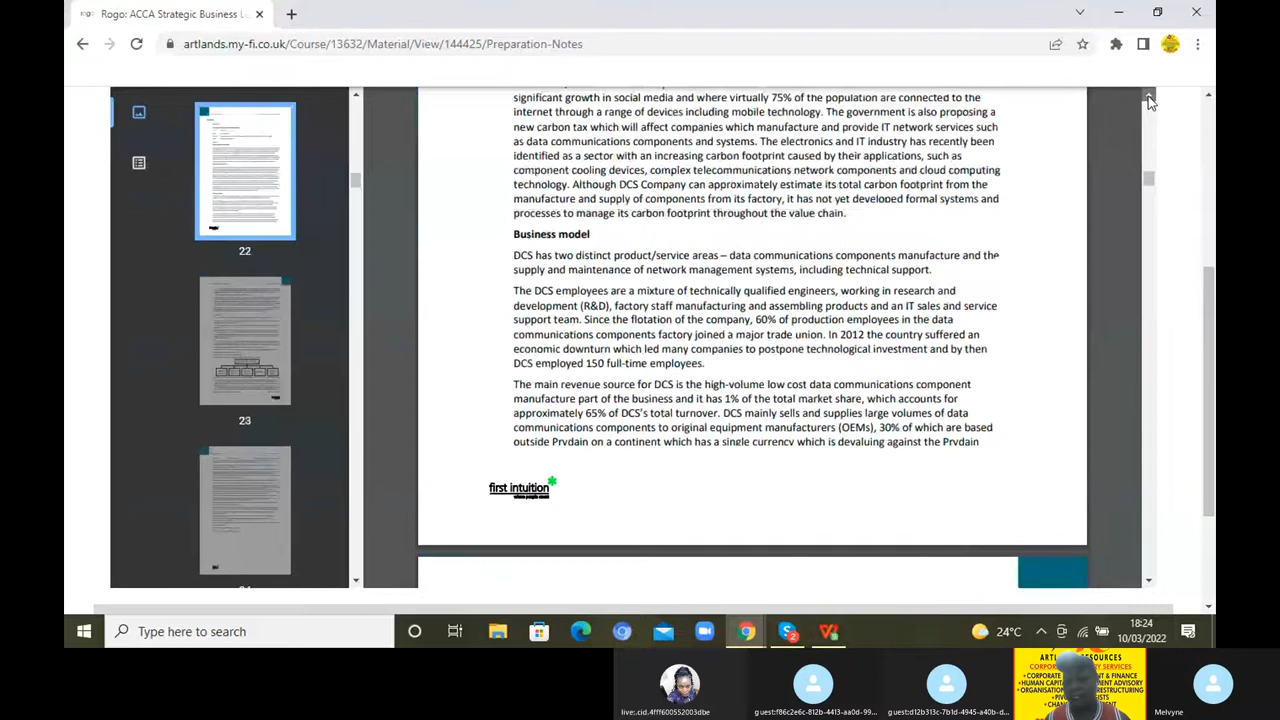 Rogo: ACCA Strategic Business Le
artlands.my-fi.co.uk/Course/13632/Material/View/144425/Preparation-Notes
22
23
significant growth in social media and where virtually 75% of the population are connected to the
internet through a range of devices including mobile technology. The government is also proposing a
new carbon tax which will affect companies which manufacture and provide IT network services such
as data communications components and systems. The electronics and IT industry has recently been
identified as a sector with an increasing carbon footprint caused by their applications, such as
component cooling devices, complex telecommunications network components and cloud computing
technology. Although DCS Company can approximately estimate its total carbon footprint from the
manufacture and supply of components from its factory, it has not yet developed formal systems and
processes to manage its carbon footprint throughout the value chain.
Business model
DCS has two distinct product/service areas – data communications components manufacture and the
supply and maintenance of network management systems, including technical support.
The DCS employees are a mixture of technically qualified engineers, working in research and
development (R&D), factory staff manufacturing and assembling products and an IT sales and service
support team. Since the flotation of the company, 60% of production employees in the data
communications components factory joined a major trade union. In 2012 the country suffered an
economic downturn which led many companies to postpone technological investment and by then
DCS employed 150 full-time employees.
The main revenue source for DCS is the high-volume low cost data communications component
manufacture part of the business and it has 1% of the total market share, which accounts for
approximately 65% of DCS's total turnover. DCS mainly sells and supplies large volumes of data
communications components to original equipment manufacturers (OEMs), 30% of which are based
outside Prydain on a continent which has a single currency which is devaluing against the Prydain
first intuition
Type here to search
24°C
18:24
10/03/2022
live:.cid.4fff600552003dbe
guest:f86c2e6c-812b-4413-aa0d-99...
guest:d12b313c-7b1d-4945-a40b-d...
Melvyne